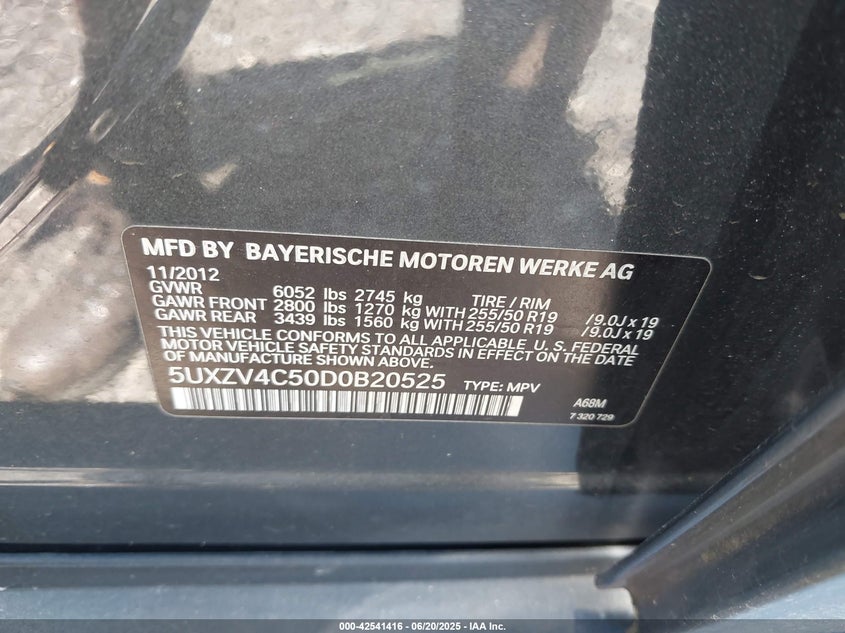 MFD BY BAYERISCHE MOTOREN WERKE AG
11/2012
GVWR 6052 lbs 2745 kg TIRE / RIM
GAWR FRONT 2800 lbs 1270 kg WITH 255/50 R19 /9.0J x 19
GAWR REAR 3439 lbs 1560 kg WITH 255/50 R19 /9.0J x 19
THIS VEHICLE CONFORMS TO ALL APPLICABLE U. S. FEDERAL
MOTOR VEHICLE SAFETY STANDARDS IN EFFECT ON THE DATE OF
MANUFACTURE SHOWN ABOVE.
5UXZV4C50D0B20525 TYPE: MPV
A68M
7 320 729
000-42541416 - 06/20/2025 - IAA Inc.